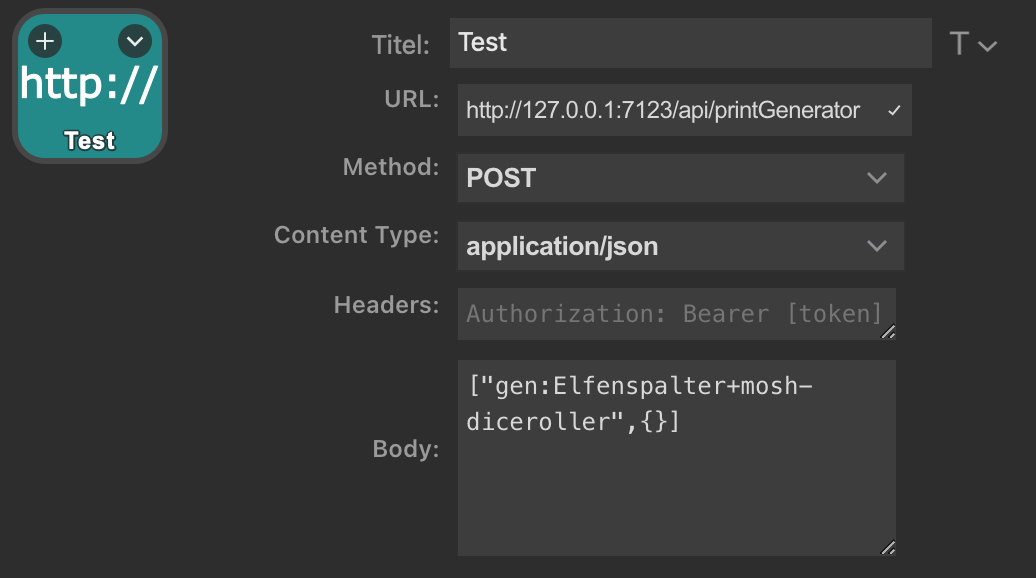 http://
Test
Titel: Test T
URL: http://127.0.0.1:7123/api/printGenerator
Method: POST
Content Type: application/json
Headers: Authorization: Bearer [token]
Body: ["gen:Elfenspalter+mosh-
diceroller",{}]